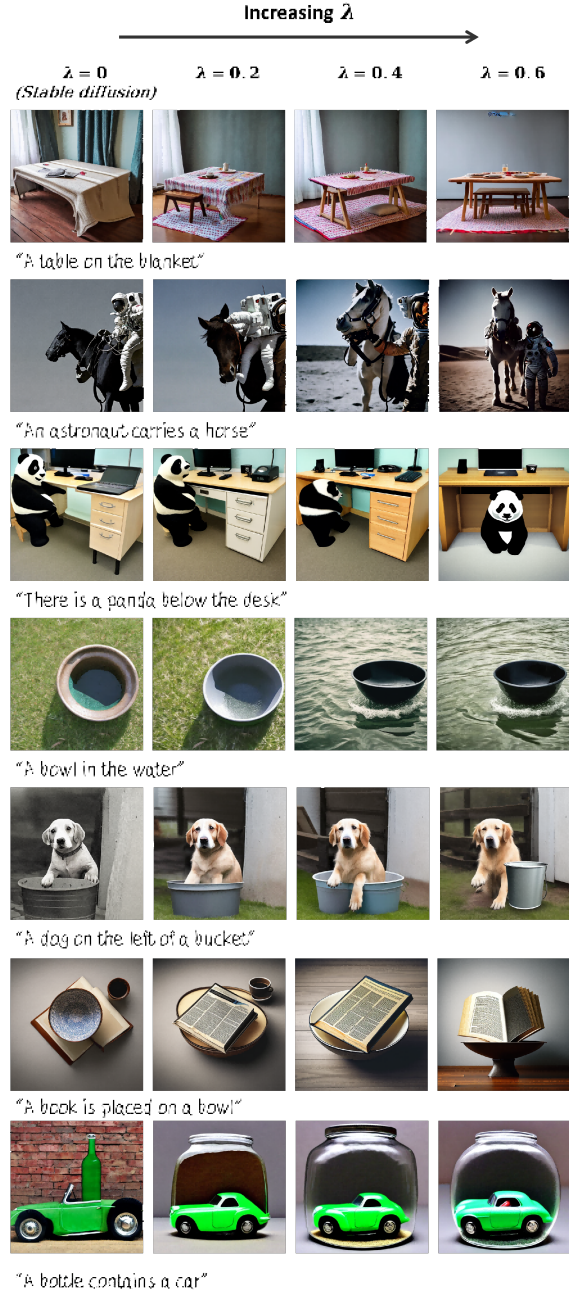 Increasing λ
λ = 0 λ = 0.2 λ = 0.4 λ = 0.6
(Stable diffusion)
“A table on the blanket”
“An astronaut carries a horse”
“There is a panda below the desk”
“A bowl in the water”
“A dog on the left of a bucket”
“A book is placed on a bowl”
“A bottle contains a car”